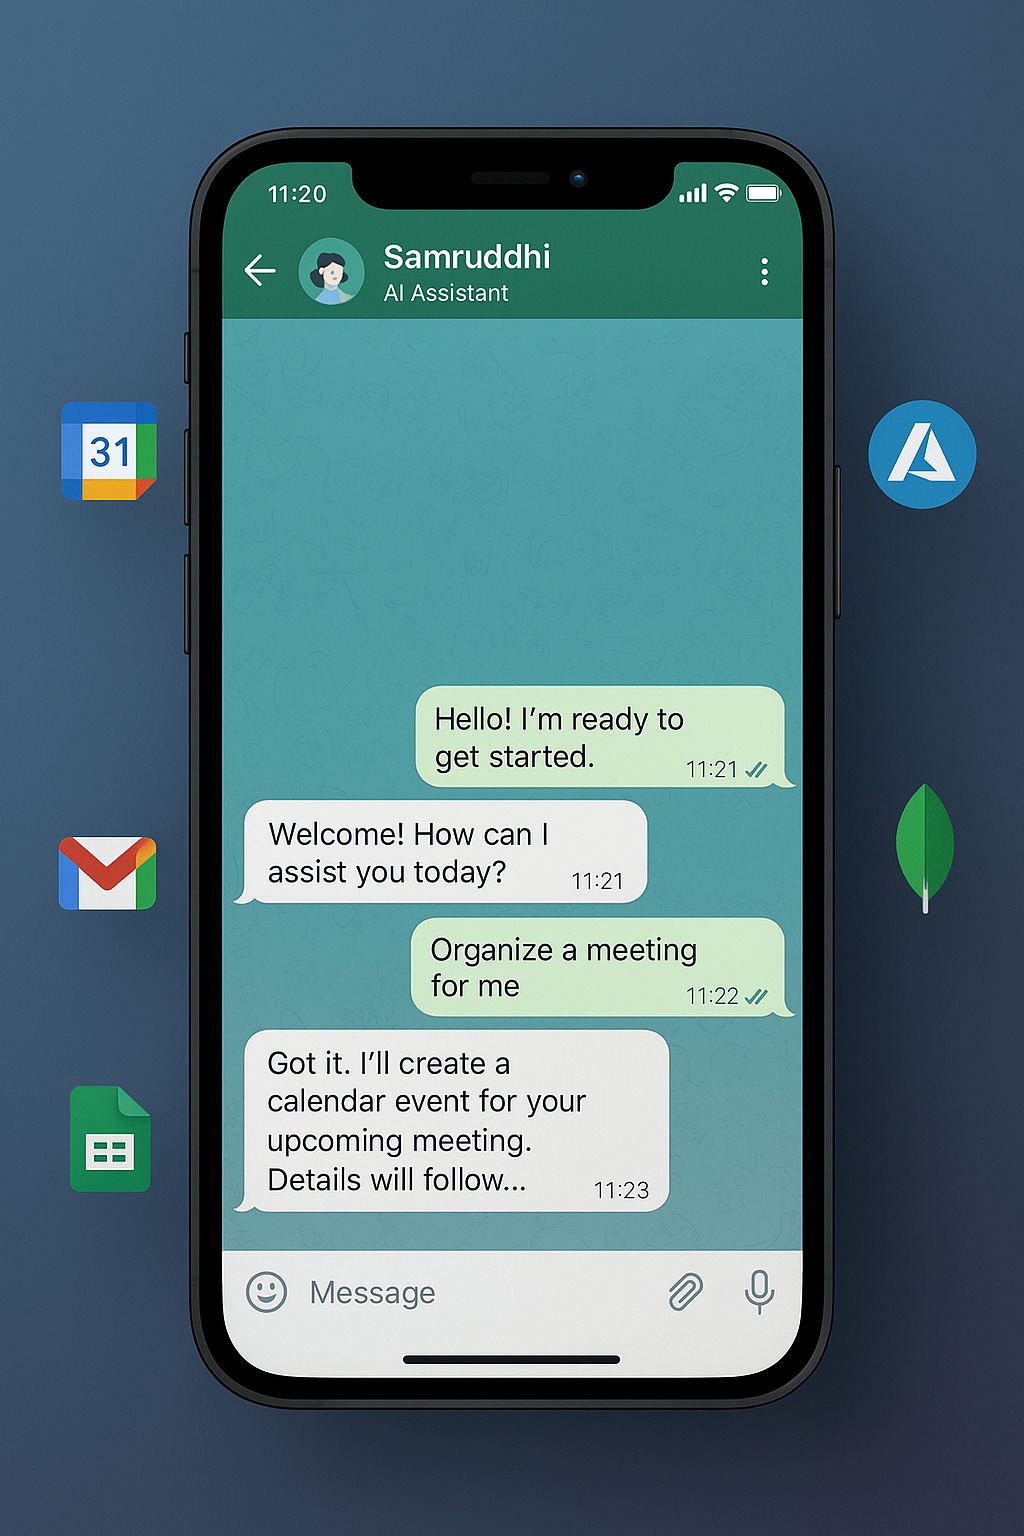 11:20
Samruddhi
AI Assistant
31
Hello! I'm ready to
get started.
11:21
Welcome! How can I
assist you today?
11:21
Organize a meeting
for me
11:22
Got it. I'll create a
calendar event for your
upcoming meeting.
Details will follow...
11:23
Message